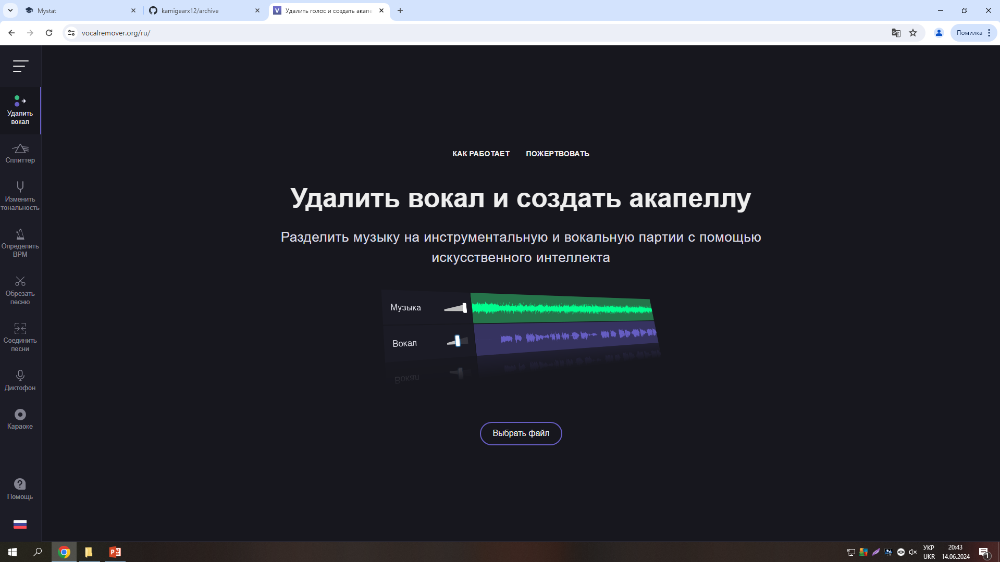 Mystat
kamigearx12/archive
Удалить голос и создать акапе
vocalremover.org/ru/
Помилка
Удалить
вокал
Сплиттер
Изменить
тональность
Определить
BPM
Обрезать
песню
Соединить
песни
Диктофон
Караоке
Помощь
КАК РАБОТАЕТ ПОЖЕРТВОВАТЬ
Удалить вокал и создать акапеллу
Разделить музыку на инструментальную и вокальную партии с помощью
искусственного интеллекта
Музыка
Вокал
Вокал
Выбрать файл
УКР
UKR
20:43
14.06.2024
1